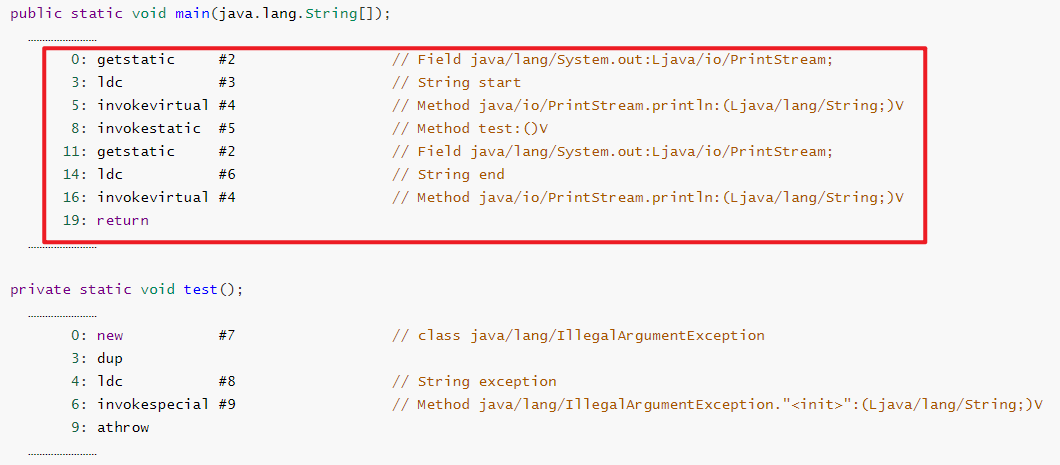 public static void main(java.lang.String[]);
........................
0: getstatic #2 // Field java/lang/System.out:Ljava/io/PrintStream;
3: ldc #3 // String start
5: invokevirtual #4 // Method java/io/PrintStream.println:(Ljava/lang/String;)V
8: invokestatic #5 // Method test:()V
11: getstatic #2 // Field java/lang/System.out:Ljava/io/PrintStream;
14: ldc #6 // String end
16: invokevirtual #4 // Method java/io/PrintStream.println:(Ljava/lang/String;)V
19: return
........................
private static void test();
........................
0: new #7 // class java/lang/IllegalArgumentException
3: dup
4: ldc #8 // String exception
6: invokespecial #9 // Method java/lang/IllegalArgumentException."<init>":(Ljava/lang/String;)V
9: athrow
........................